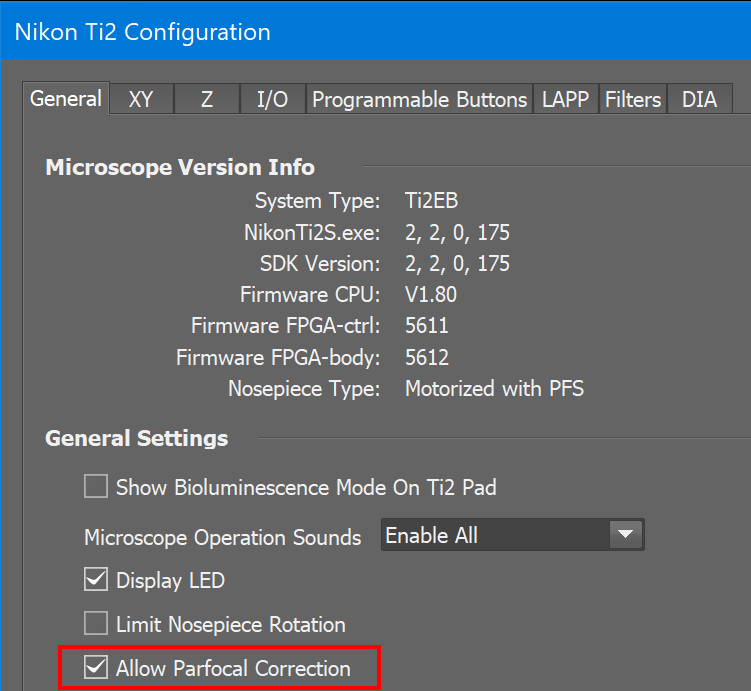 Nikon Ti2 Configuration
General XY Z I/O Programmable Buttons LAPP Filters DIA
Microscope Version Info
System Type: Ti2EB
NikonTi2S.exe: 2, 2, 0, 175
SDK Version: 2, 2, 0, 175
Firmware CPU: V1.80
Firmware FPGA-ctrl: 5611
Firmware FPGA-body: 5612
Nosepiece Type: Motorized with PFS
General Settings
Show Bioluminescence Mode On Ti2 Pad
Microscope Operation Sounds Enable All
Display LED
Limit Nosepiece Rotation
Allow Parfocal Correction